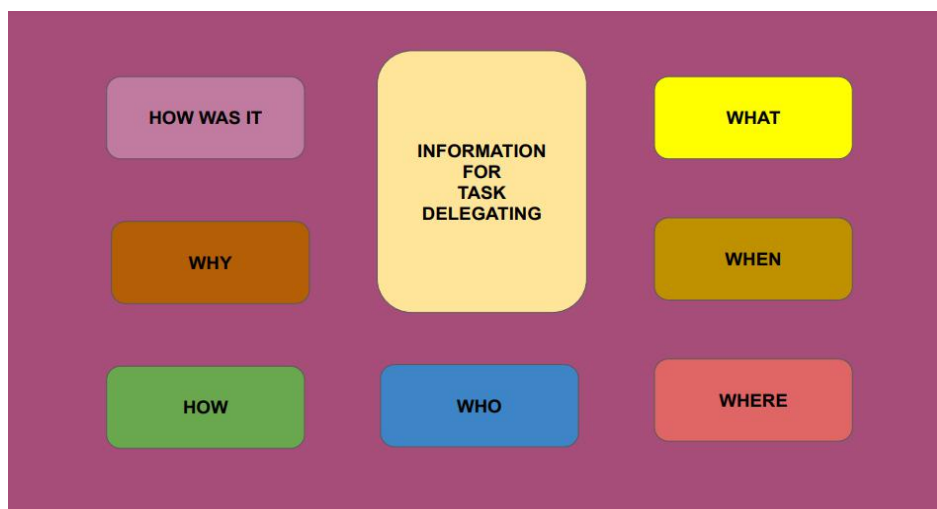 HOW WAS IT
INFORMATION
FOR
TASK
DELEGATING
WHAT
WHY
WHEN
HOW
WHO
WHERE